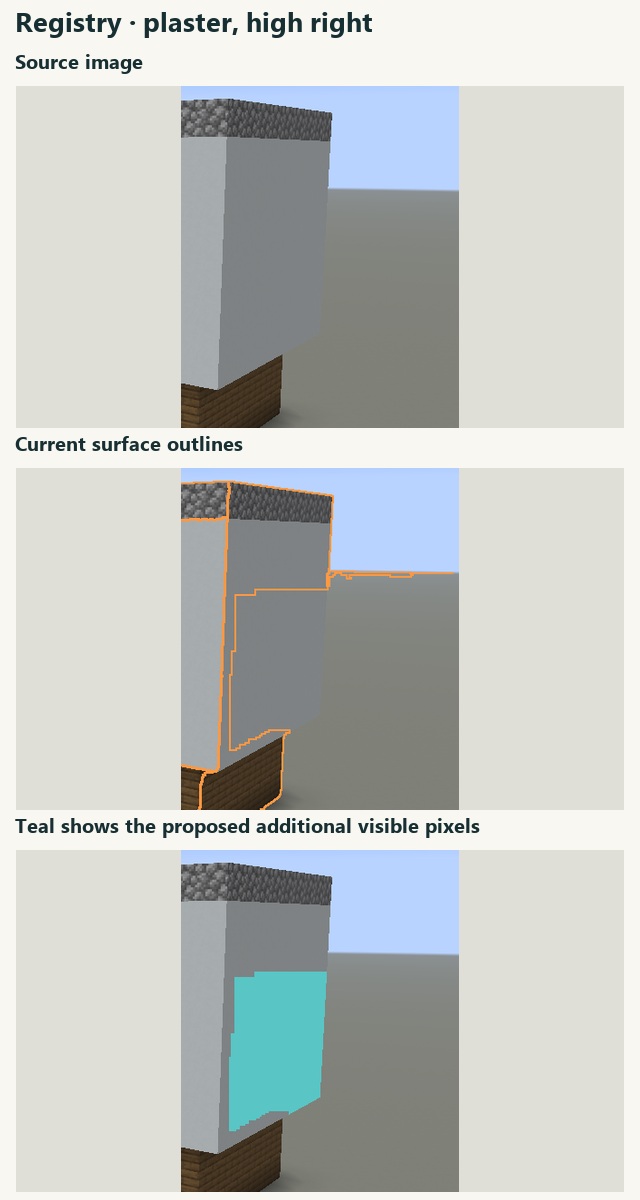 Registry · plaster, high right
Source image
Current surface outlines
Teal shows the proposed additional visible pixels